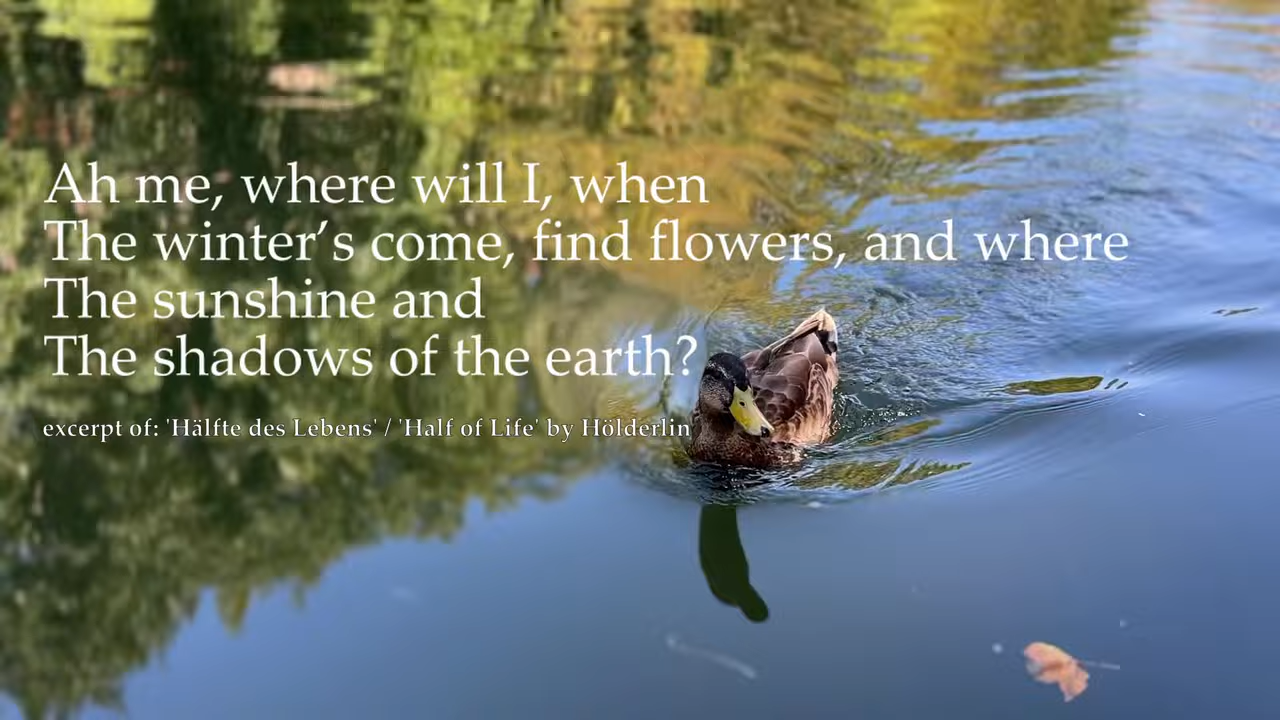 Ah me, where will I, when
The winter’s come, find flowers, and where
The sunshine and
The shadows of the earth?
excerpt of: 'Hälfte des Lebens' / 'Half of Life' by Hölderlin